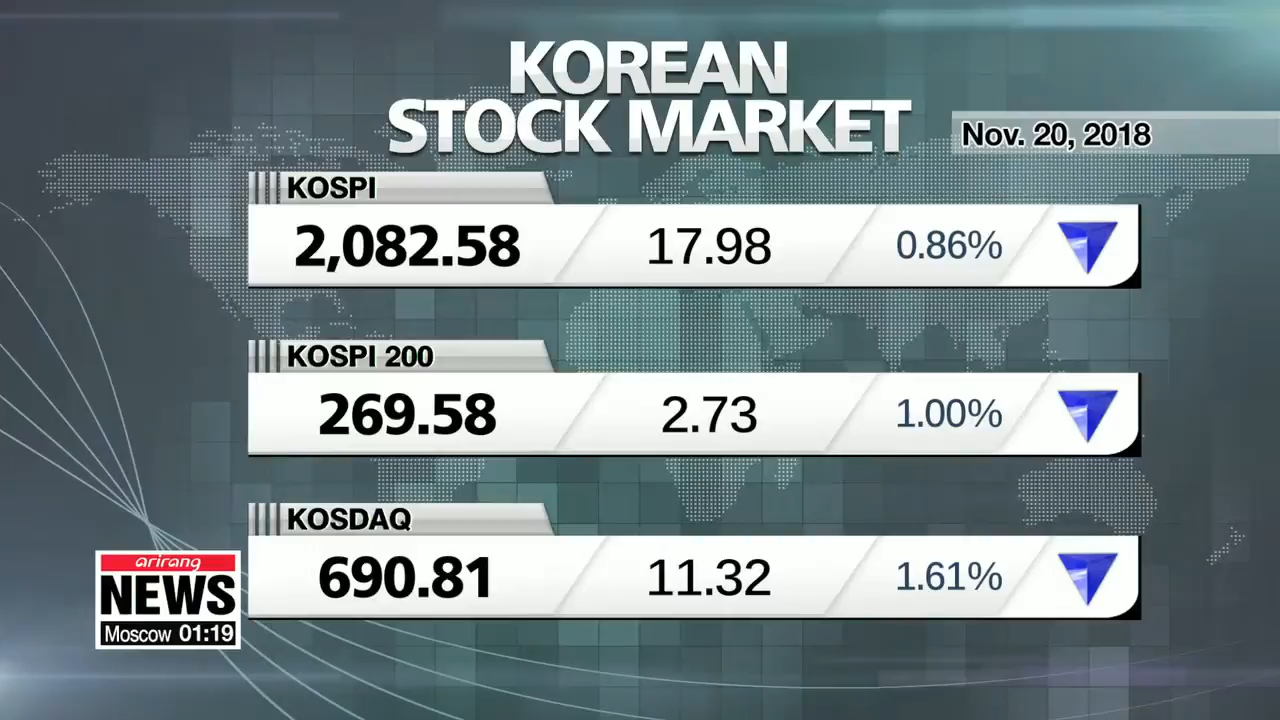 KOREAN
STOCK MARKET
Nov. 20, 2018
KOSPI
2,082.58 17.98 0.86%
KOSPI 200
269.58 2.73 1.00%
KOSDAQ
690.81 11.32 1.61%
arirang
NEWS
Moscow 01:19